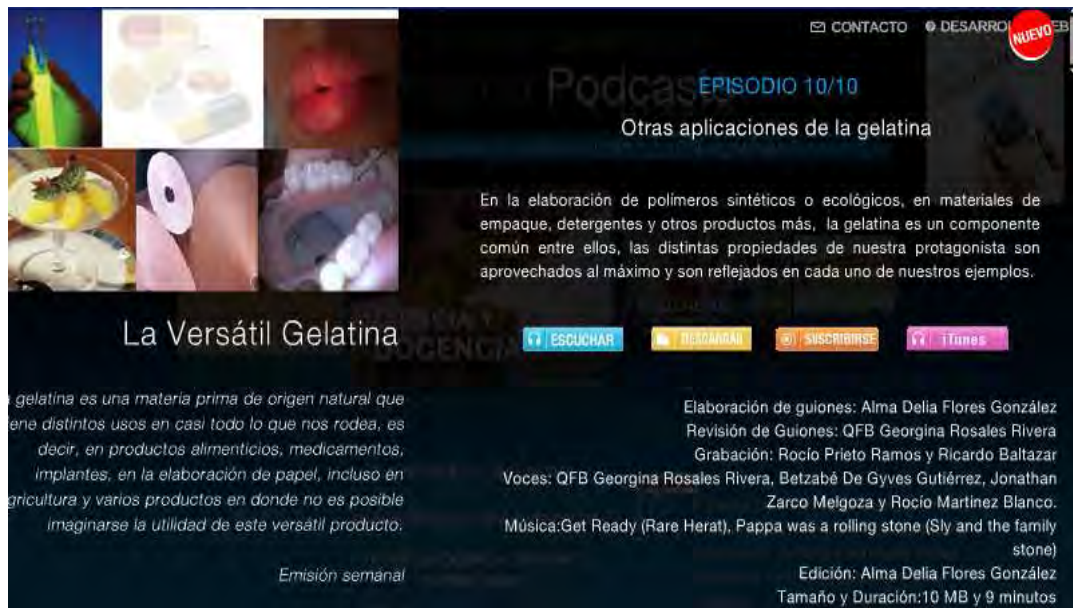 CONTACTO
DESARRO
NUEVO
EB
Podcasts
EPISODIO 10/10
Otras aplicaciones de la gelatina
En la elaboración de polímeros sintéticos o ecológicos, en materiales de
empaque, detergentes y otros productos más, la gelatina es un componente
común entre ellos, las distintas propiedades de nuestra protagonista son
aprovechados al máximo y son reflejados en cada uno de nuestros ejemplos.
ESCUCHAR
DESCARGAR
SUSCRIBIRSE
iTunes
La Versátil Gelatina
DOCENCIA
a gelatina es una materia prima de origen natural que
ene distintos usos en casi todo lo que nos rodea, es
decir, en productos alimenticios, medicamentos,
implantes, en la elaboración de papel, incluso en
gricultura y varios productos en donde no es posible
imaginarse la utilidad de este versátil producto.
Emisión semanal
Elaboración de guiones: Alma Delia Flores González
Revisión de Guiones: QFB Georgina Rosales Rivera
Grabación: Rocío Prieto Ramos y Ricardo Baltazar
Voces: QFB Georgina Rosales Rivera, Betzabé De Gyves Gutiérrez, Jonathan
Zarco Melgoza y Rocío Martínez Blanco.
Música:Get Ready (Rare Herat), Pappa was a rolling stone (Sly and the family
stone)
Edición: Alma Delia Flores González
Tamaño y Duración:10 MB y 9 minutos